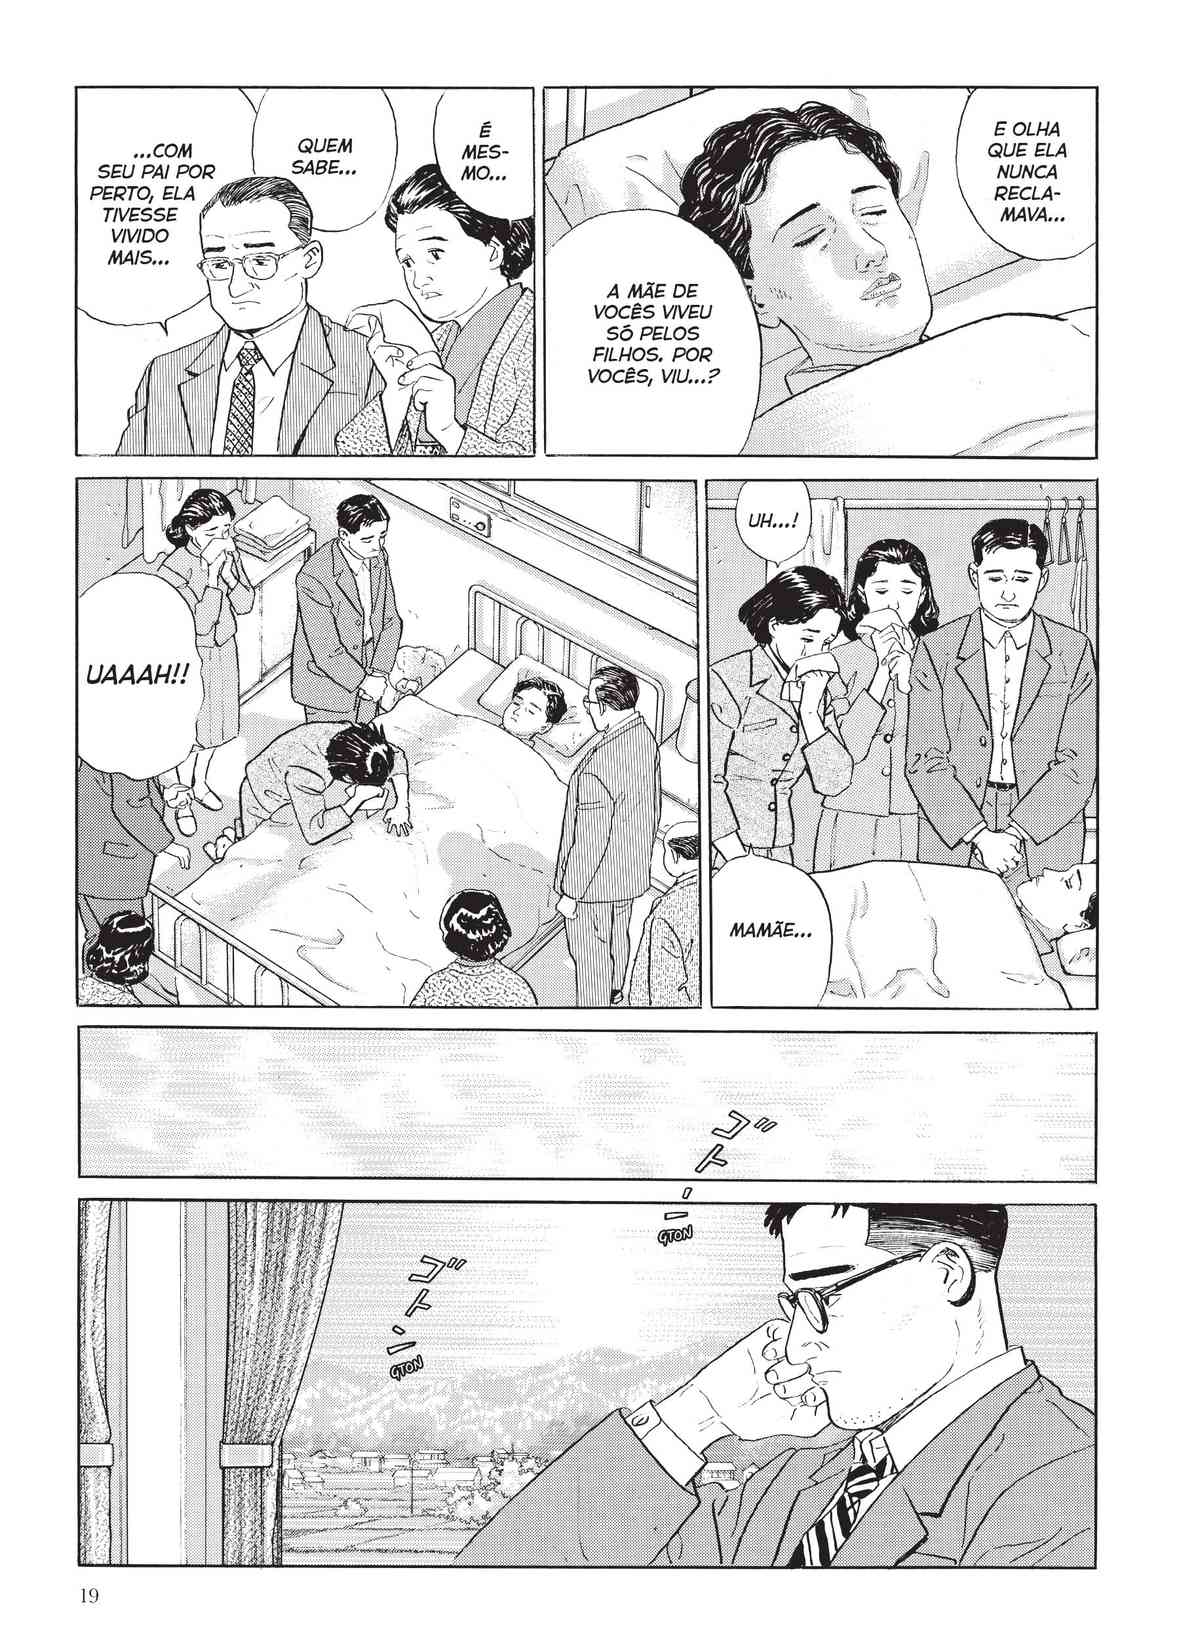 E OLHA
QUE ELA
NUNCA
RECLA-
MAVA...
A MÃE DE
VOCÊS VIVEU
SÓ PELOS
FILHOS. POR
VOCÊS, VIU...?
É
MES-
MO...
QUEM
SABE...
...COM
SEU PAI POR
PERTO, ELA
TIVESSE
VIVIDO
MAIS...
UH...!
MAMÃE...
UAAAH!!
ゴトン
GTON
ゴトン
GTON
19